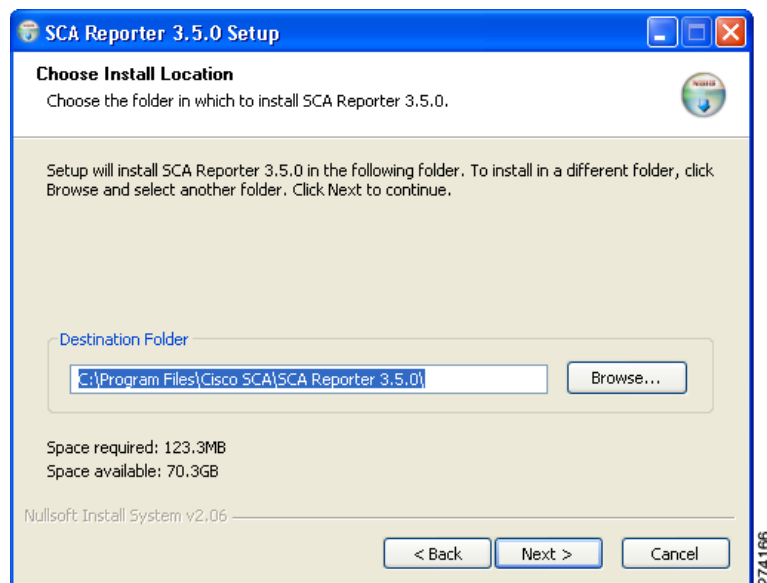 SCA Reporter 3.5.0 Setup
Choose Install Location
Choose the folder in which to install SCA Reporter 3.5.0.
Setup will install SCA Reporter 3.5.0 in the following folder. To install in a different folder, click
Browse and select another folder. Click Next to continue.
Destination Folder
C:\Program Files\Cisco SCA\SCA Reporter 3.5.0\
Browse...
Space required: 123.3MB
Space available: 70.3GB
Nullsoft Install System v2.06
< Back
Next >
Cancel
74166